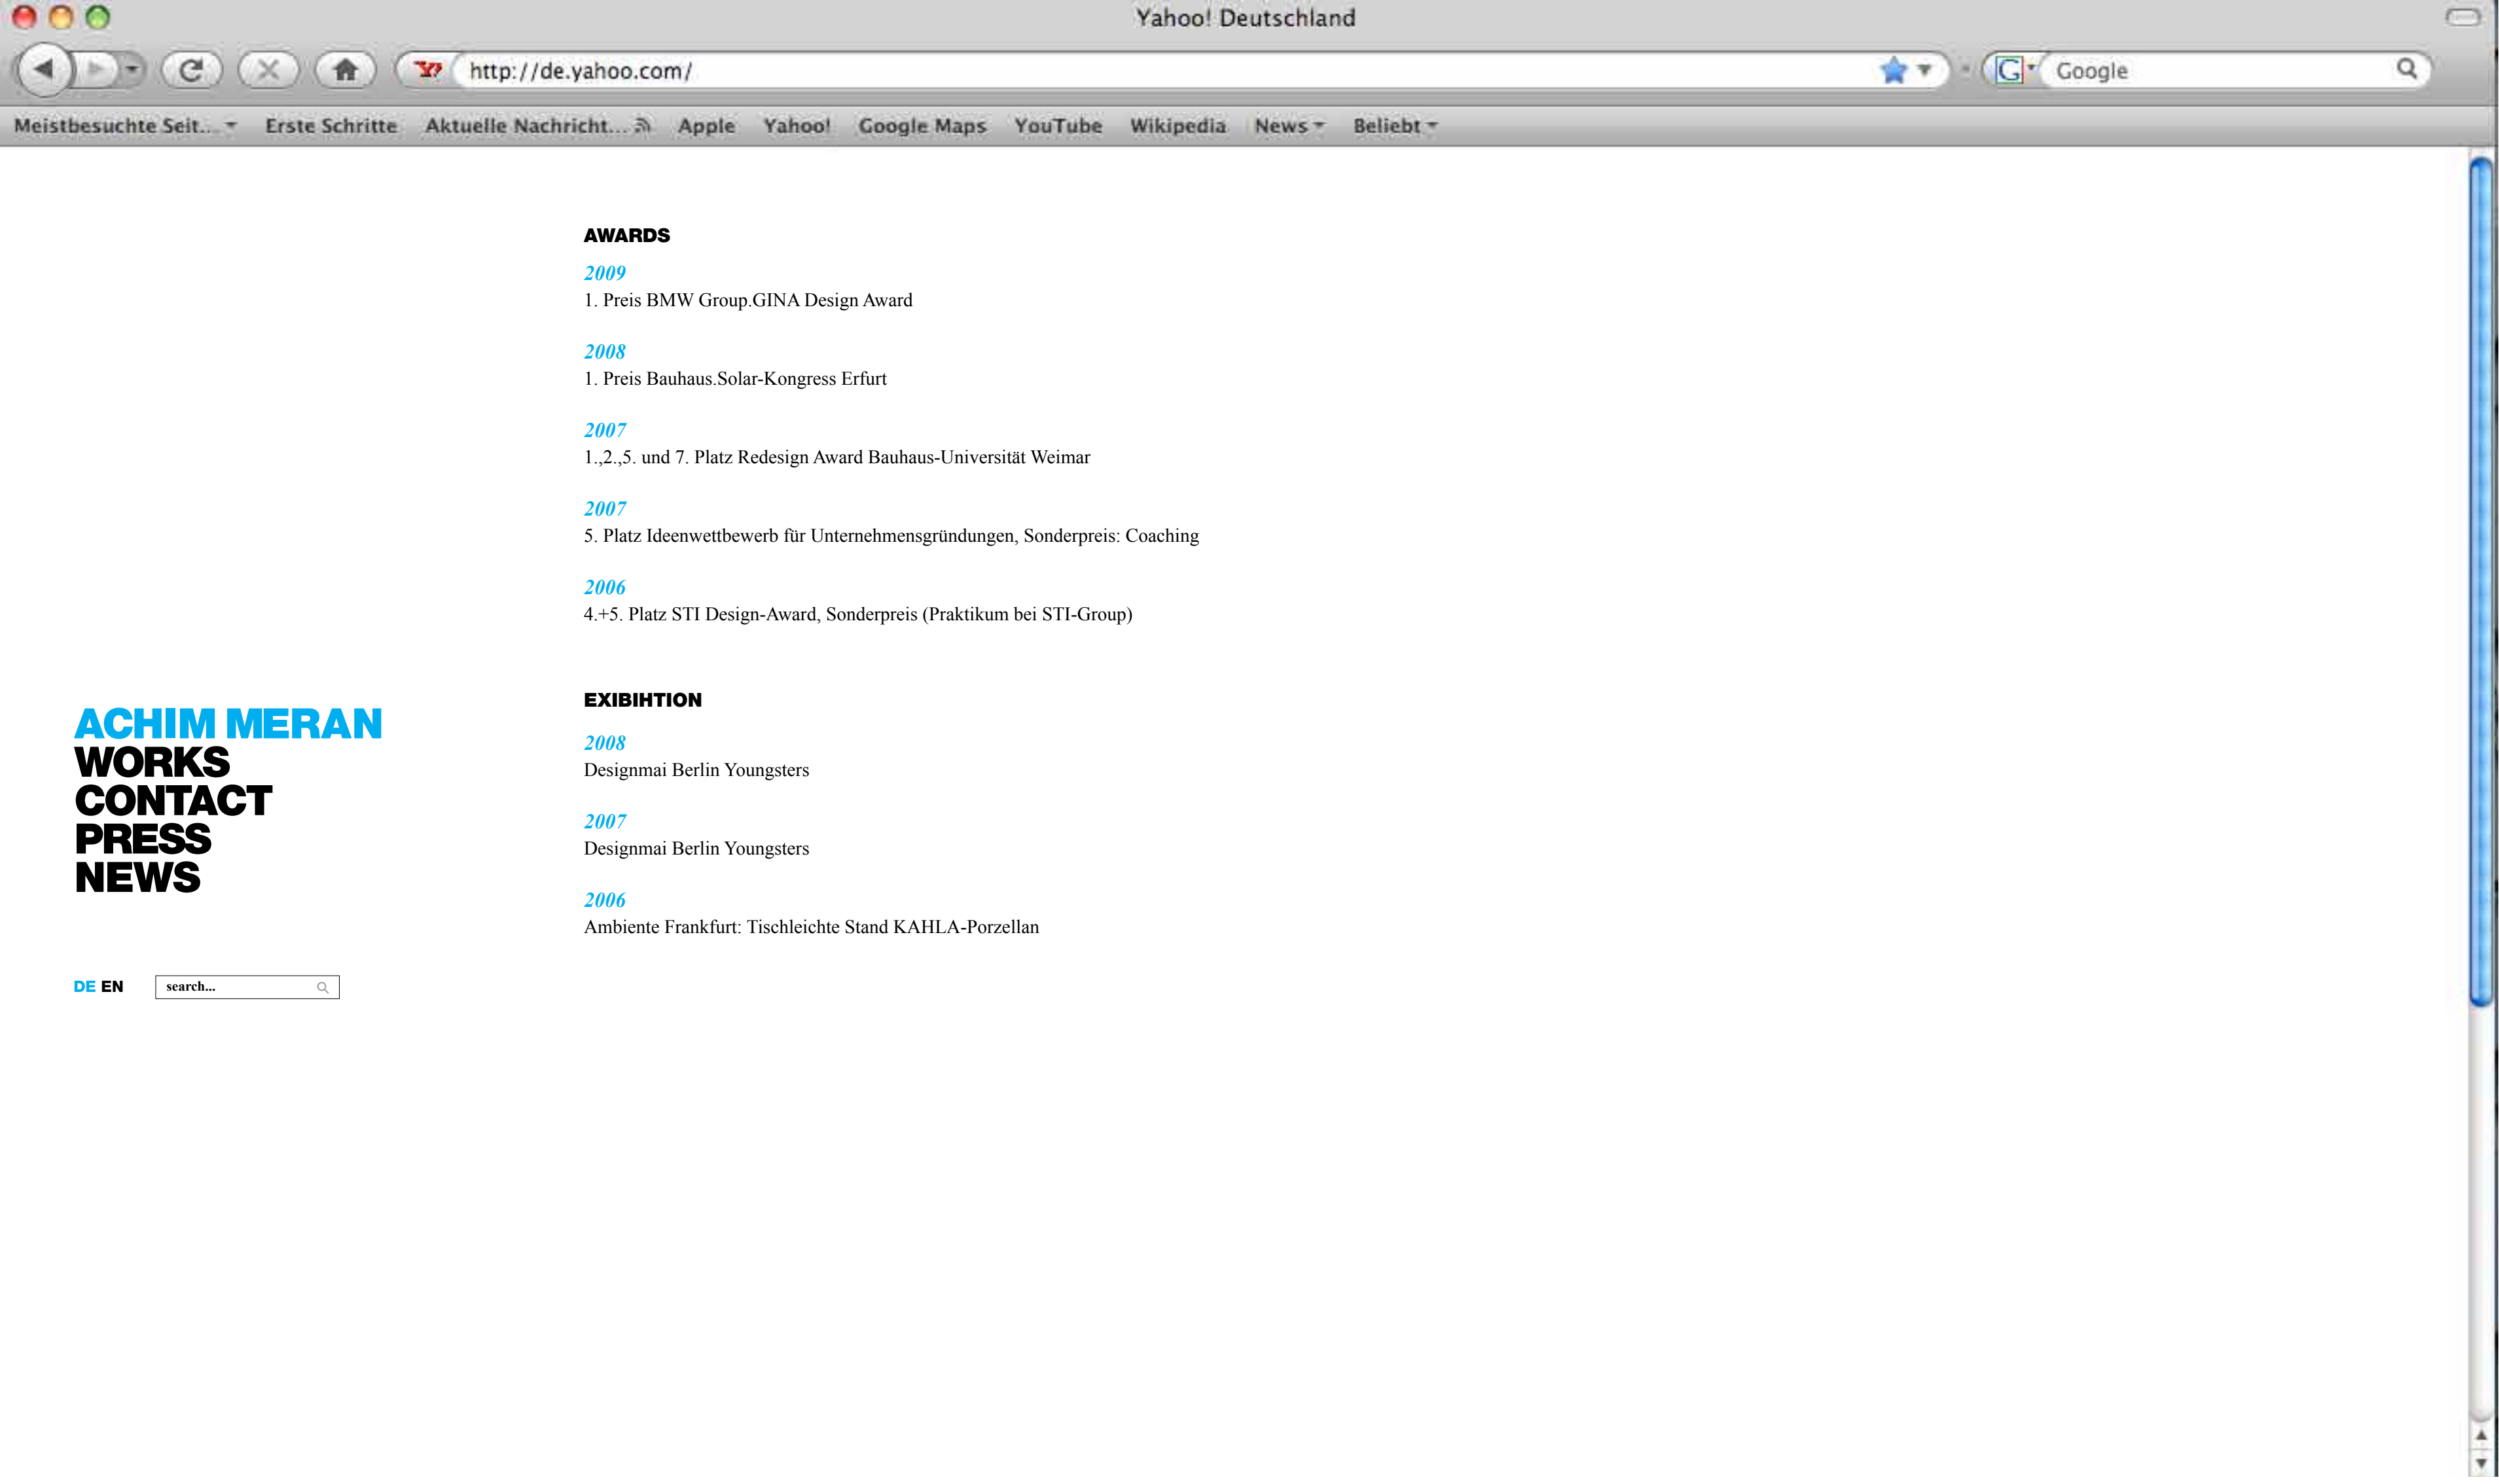 Yahoo! Deutschland
http://de.yahoo.com/
Google
Meistbesuchte Seit... Erste Schritte Aktuelle Nachricht... Apple Yahoo! Google Maps YouTube Wikipedia News Beliebt
AWARDS
2009
1. Preis BMW Group.GINA Design Award
2008
1. Preis Bauhaus.Solar-Kongress Erfurt
2007
1.,2.,5. und 7. Platz Redesign Award Bauhaus-Universität Weimar
2007
5. Platz Ideenwettbewerb für Unternehmensgründungen, Sonderpreis: Coaching
2006
4.+5. Platz STI Design-Award, Sonderpreis (Praktikum bei STI-Group)
EXIBIHTION
2008
Designmai Berlin Youngsters
2007
Designmai Berlin Youngsters
2006
Ambiente Frankfurt: Tischleichte Stand KAHLA-Porzellan
ACHIM MERAN
WORKS
CONTACT
PRESS
NEWS
DE EN search...